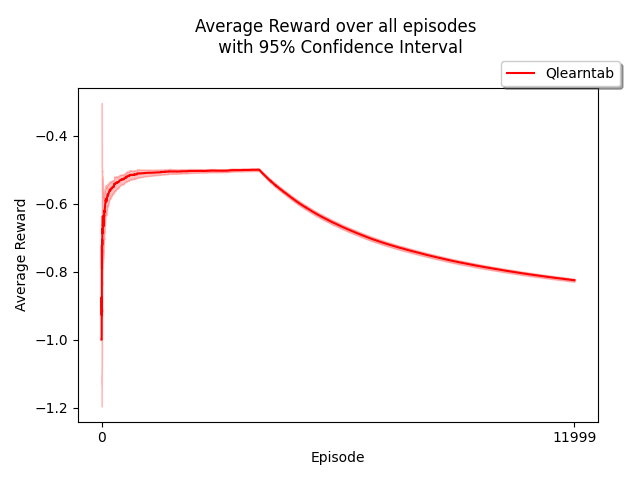 Average Reward over all episodes
with 95% Confidence Interval
Qlearntab
−0.4
−0.6
−0.8
−1.0
−1.2
Average Reward
0
11999
Episode